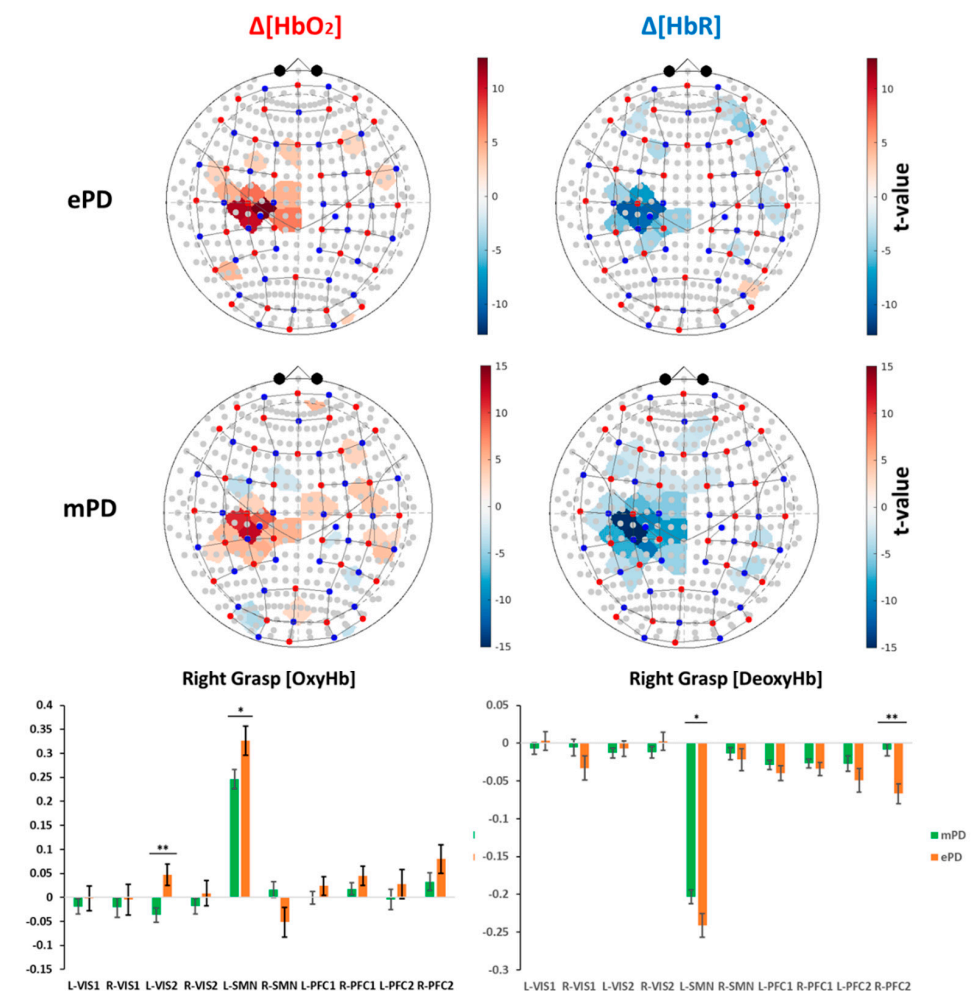 Δ[HbO₂] Δ[HbR]
10 10
5 5
ePD 0 0 t-value
-5 -5
-10 -10
15 15
10 10
5 5
mPD 0 0 t-value
-5 -5
-10 -10
-15 -15
Right Grasp [OxyHb] Right Grasp [DeoxyHb]
0.4 0.05
* * **
0.35 0
0.3 -0.05
0.25
0.2 -0.1
0.15 mPD
** -0.15 ePD
0.1
0.05 -0.2
0
-0.05 -0.25
-0.1
-0.15 -0.3
L-VIS1 R-VIS1 L-VIS2 R-VIS2 L-SMN R-SMN L-PFC1 R-PFC1 L-PFC2 R-PFC2 L-VIS1 R-VIS1 L-VIS2 R-VIS2 L-SMN R-SMN L-PFC1 R-PFC1 L-PFC2 R-PFC2